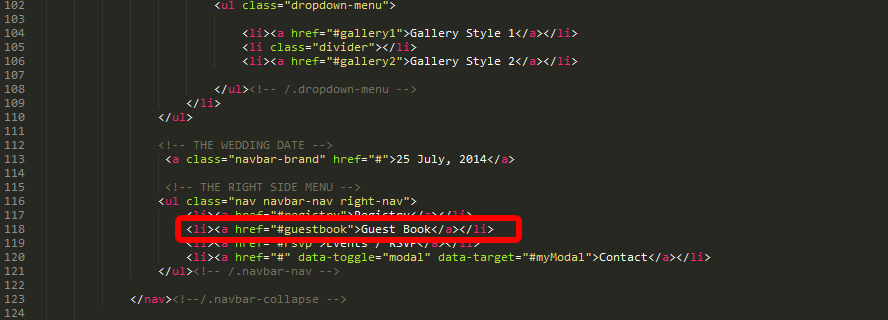 102 <ul class="dropdown-menu">
103
104 <li><a href="#gallery1">Gallery Style 1</a></li>
105 <li class="divider"></li>
106 <li><a href="#gallery2">Gallery Style 2</a></li>
107
108 </ul><!-- /.dropdown-menu -->
109 </li>
110 </ul>
111
112 <!-- THE WEDDING DATE -->
113 <a class="navbar-brand" href="#">25 July, 2014</a>
114
115 <!-- THE RIGHT SIDE MENU -->
116 <ul class="nav navbar-nav right-nav">
117 <li><a href="#registry">Registry</a></li>
118 <li><a href="#guestbook">Guest Book</a></li>
119 <li><a href="#rsvp">Events / RSVP</a></li>
120 <li><a href="#" data-toggle="modal" data-target="#myModal">Contact</a></li>
121 </ul><!-- /.navbar-nav -->
122
123 </nav><!--/.navbar-collapse -->
124